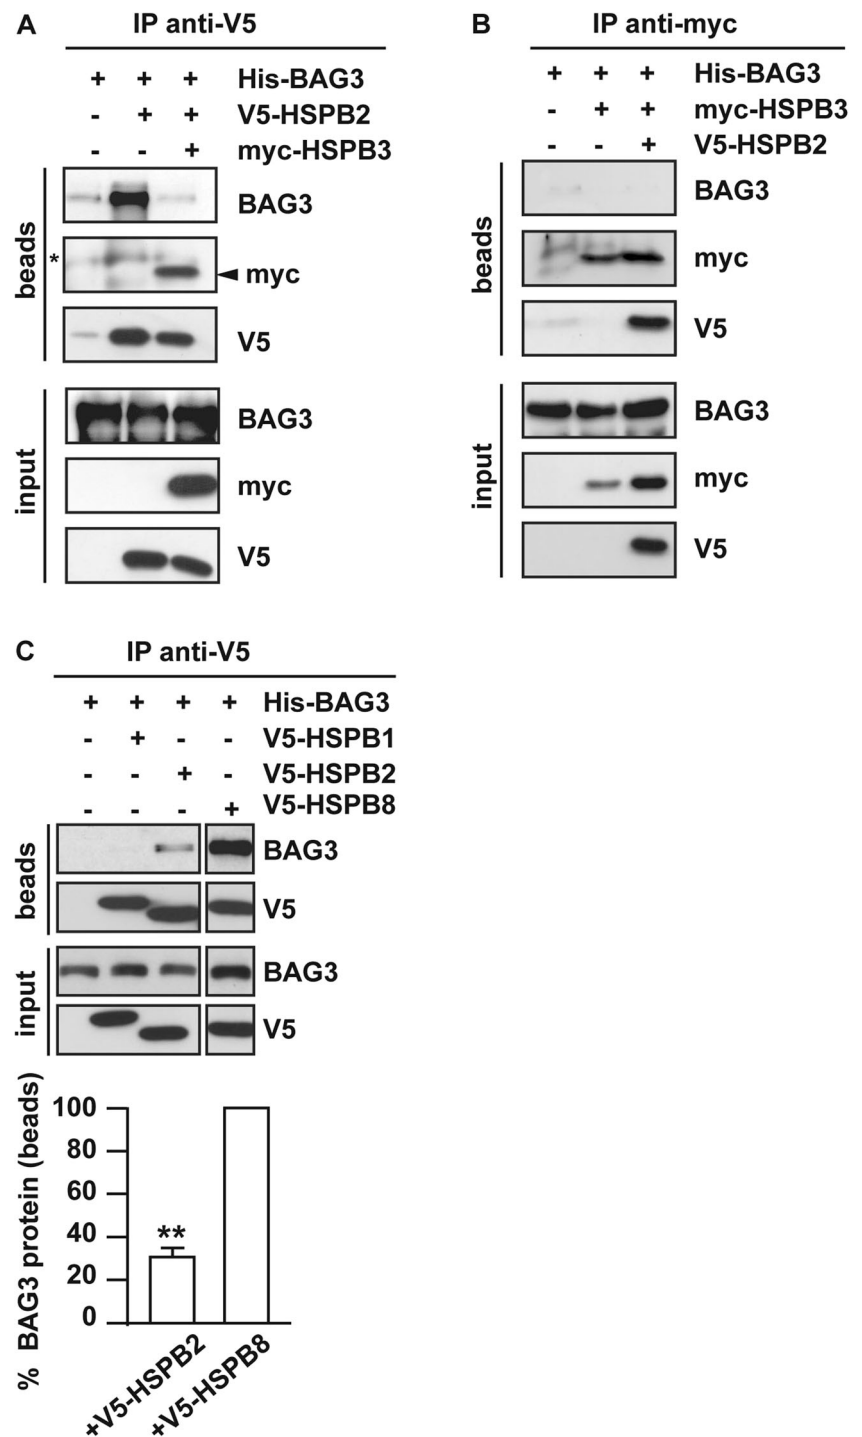 A
IP anti-V5
+ + + His-BAG3
- + + V5-HSPB2
- - + myc-HSPB3
beads
BAG3
* myc
V5
input
BAG3
myc
V5
B
IP anti-myc
+ + + His-BAG3
- + + myc-HSPB3
- - + V5-HSPB2
beads
BAG3
myc
V5
input
BAG3
myc
V5
C
IP anti-V5
+ + + + His-BAG3
- + - - V5-HSPB1
- - + - V5-HSPB2
- - - + V5-HSPB8
beads
BAG3
V5
input
BAG3
V5
% BAG3 protein (beads)
100
80
60
40
20
0
**
+V5-HSPB2
+V5-HSPB8